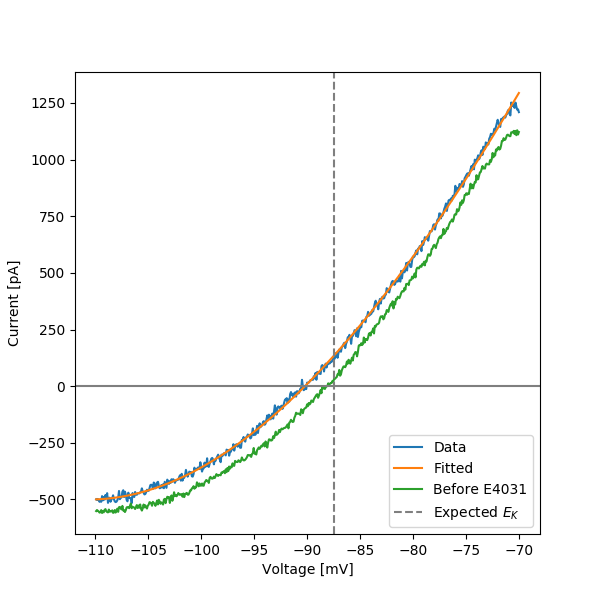 1250
1000
750
500
250
0
−250
−500
Current [pA]
−110 −105 −100 −95 −90 −85 −80 −75 −70
Voltage [mV]
Data
Fitted
Before E4031
Expected E_K